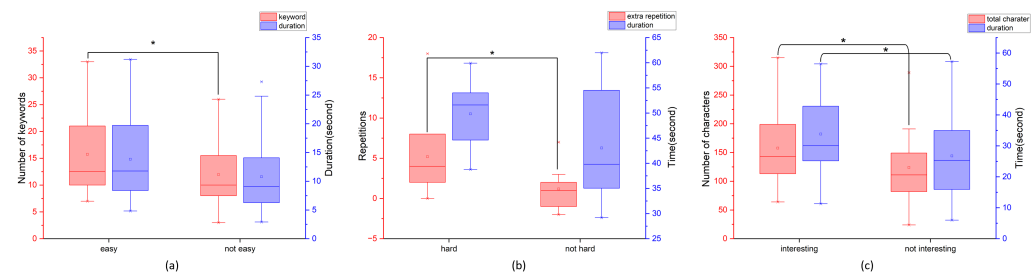 keyword
duration
*
Number of keywords
35
30
25
20
15
10
5
0
Duration(second)
35
30
25
20
15
10
5
0
easy
not easy
(a)
extra repetition
duration
*
Repetitions
20
15
10
5
0
−5
Time(second)
65
60
55
50
45
40
35
30
25
hard
not hard
(b)
total charater
duration
*
*
Number of characters
350
300
250
200
150
100
50
0
Time(second)
60
50
40
30
20
10
0
interesting
not interesting
(c)